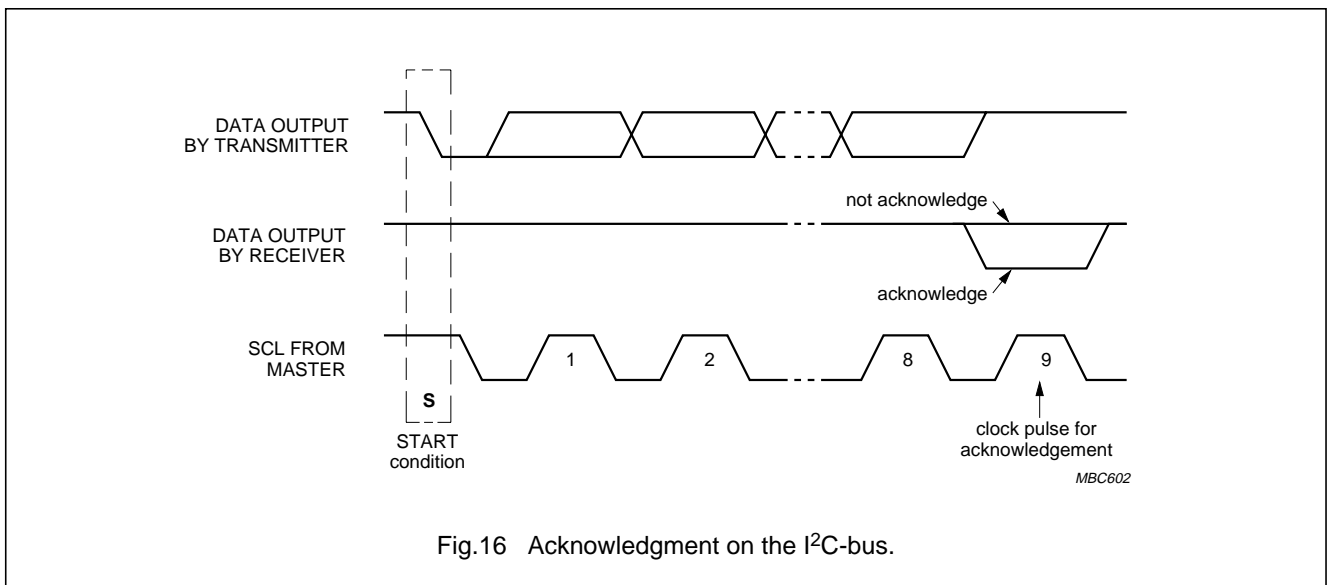 DATA OUTPUT
BY TRANSMITTER
not acknowledge
DATA OUTPUT
BY RECEIVER
acknowledge
SCL FROM
MASTER
1
2
8
9
S
START
condition
clock pulse for
acknowledgement
MBC602
Fig.16 Acknowledgment on the I²C-bus.